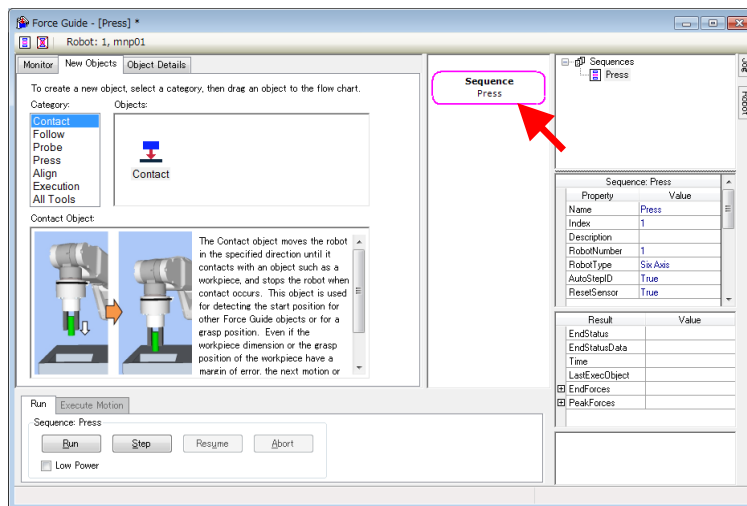 Force Guide - [Press] *
Robot: 1, mnp01
Monitor New Objects Object Details
To create a new object, select a category, then drag an object to the flow chart.
Category: Objects:
Contact
Follow
Probe
Press
Align
Execution
All Tools
Contact
Contact Object:
The Contact object moves the robot
in the specified direction until it
contacts with an object such as a
workpiece, and stops the robot when
contact occurs. This object is used
for detecting the start position for
other Force Guide objects or for a
grasp position. Even if the
workpiece dimension or the grasp
position of the workpiece have a
margin of error, the next motion or
Run Execute Motion
Sequence: Press
Run Step Resume Abort
Low Power
Sequence
Press
Sequences
Press
Jog
Robot
Sequence: Press
Property Value
Name Press
Index 1
Description
RobotNumber 1
RobotType Six Axis
AutoStepID True
ResetSensor True
Result Value
EndStatus
EndStatusData
Time
LastExecObject
EndForces
PeakForces